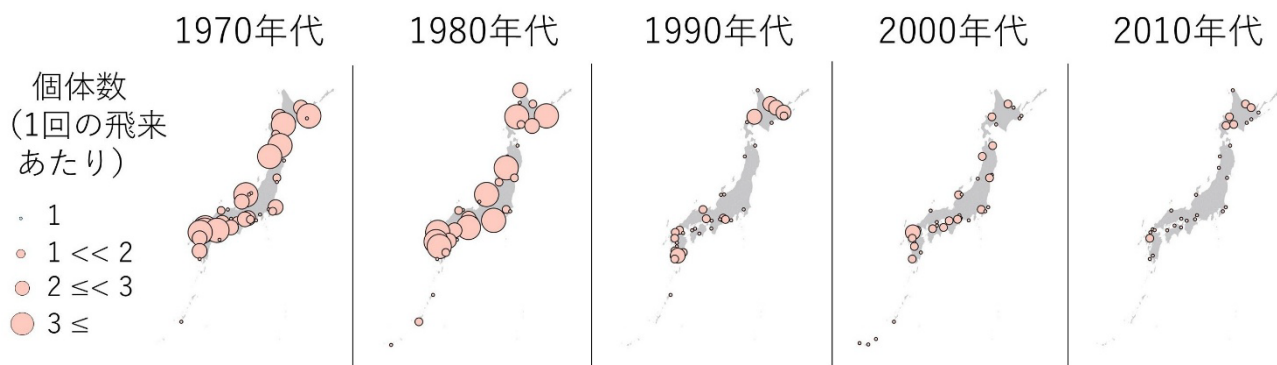 1970年代
1980年代
1990年代
2000年代
2010年代
個体数
(1回の飛来
あたり)
1
1 << 2
2 ≤< 3
3 ≤